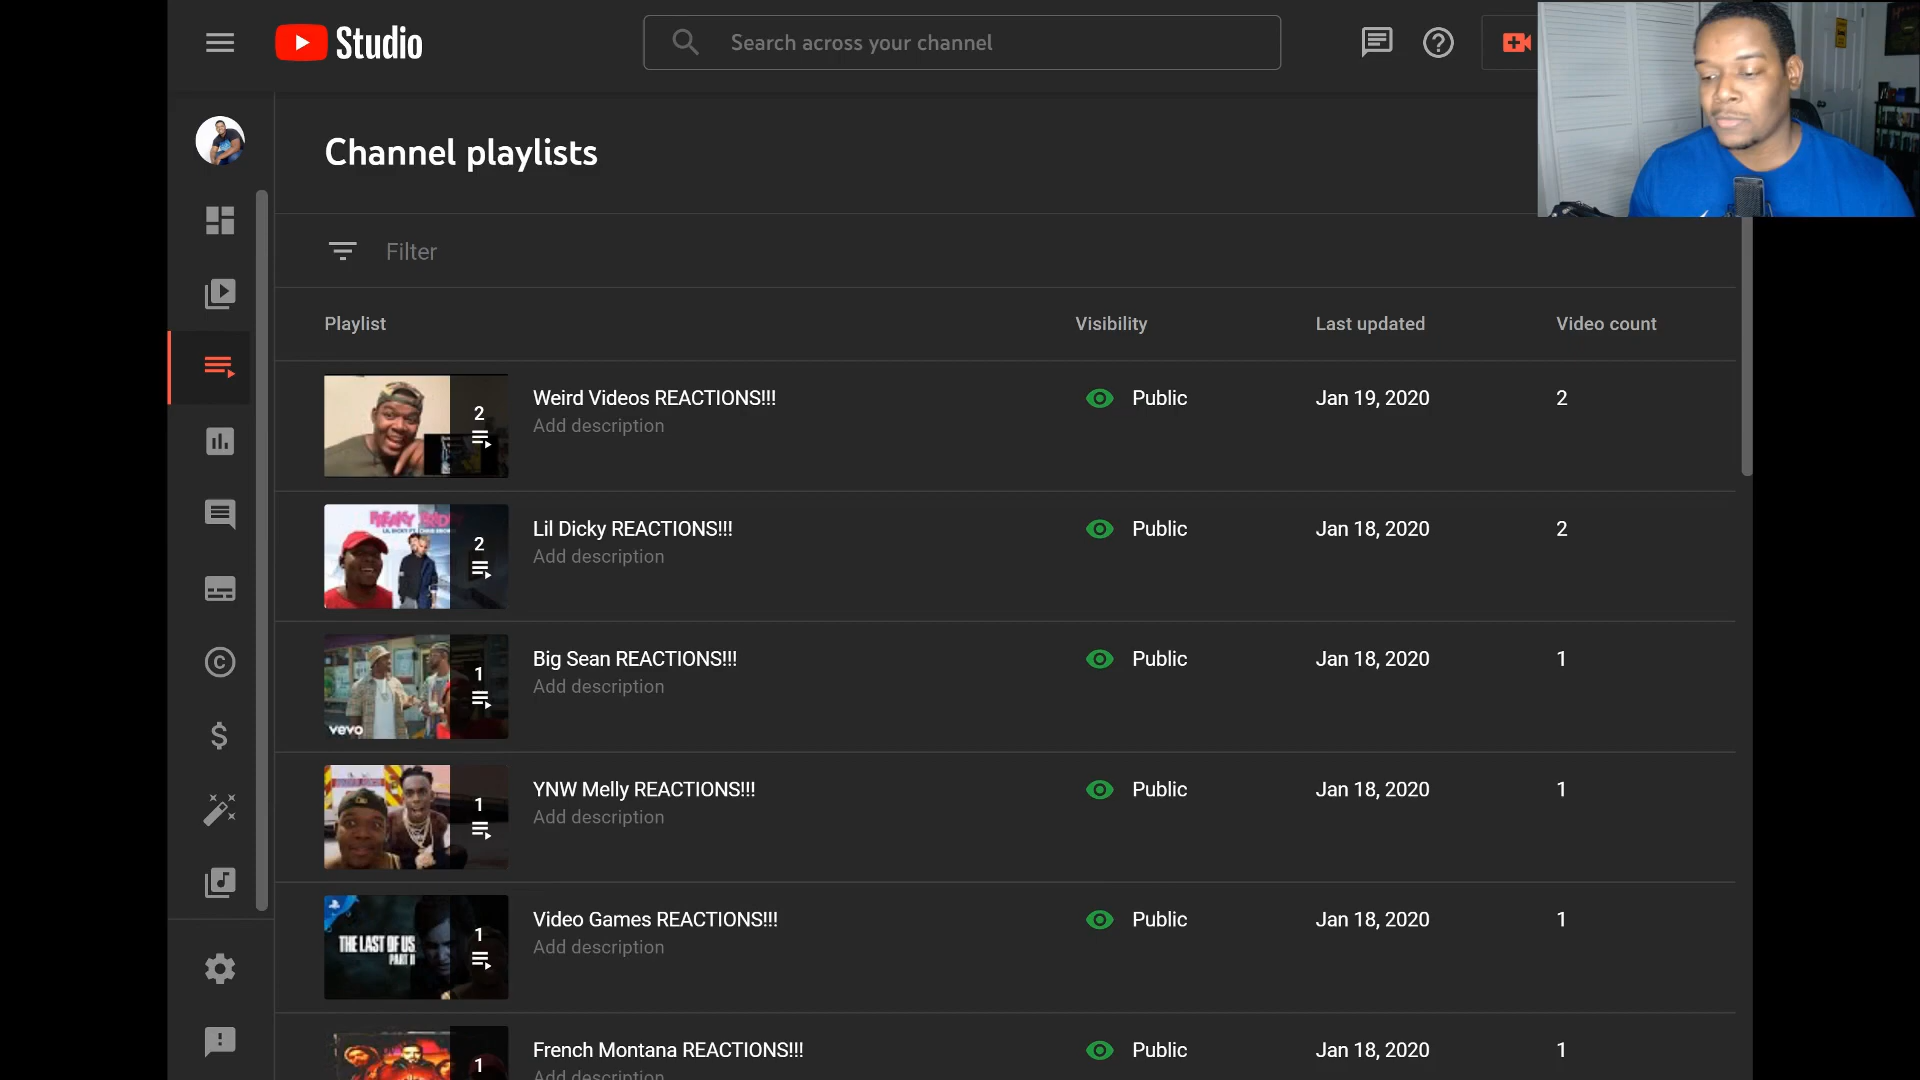 Studio
Search across your channel
Channel playlists
Filter
Playlist Visibility Last updated Video count
2
Weird Videos REACTIONS!!! Public Jan 19, 2020 2
Add description
2
Lil Dicky REACTIONS!!! Public Jan 18, 2020 2
Add description
1
Big Sean REACTIONS!!! Public Jan 18, 2020 1
Add description
vevo
1
YNW Melly REACTIONS!!! Public Jan 18, 2020 1
Add description
1
Video Games REACTIONS!!! Public Jan 18, 2020 1
Add description
THE LAST OF US
PART II
1
French Montana REACTIONS!!! Public Jan 18, 2020 1
Add description